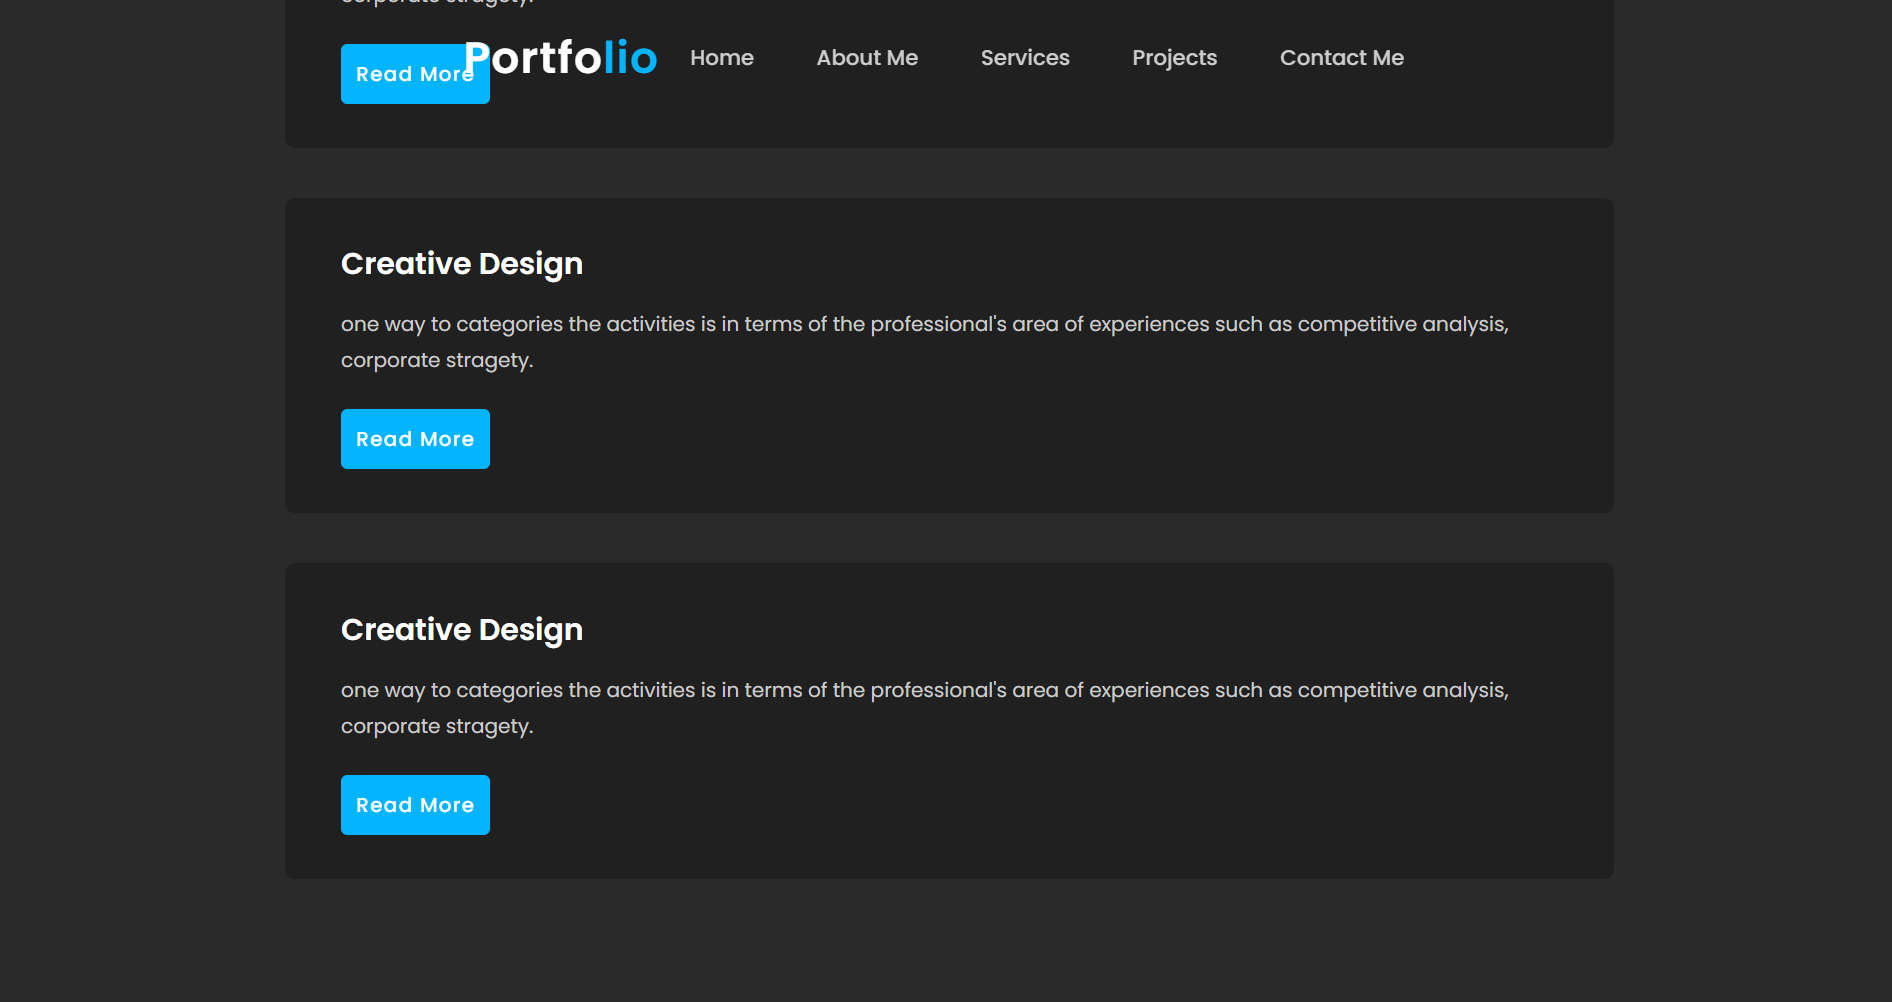 corporate stragety.
Portfolio Home About Me Services Projects Contact Me
Read More
Creative Design
one way to categories the activities is in terms of the professional's area of experiences such as competitive analysis,
corporate stragety.
Read More
Creative Design
one way to categories the activities is in terms of the professional's area of experiences such as competitive analysis,
corporate stragety.
Read More